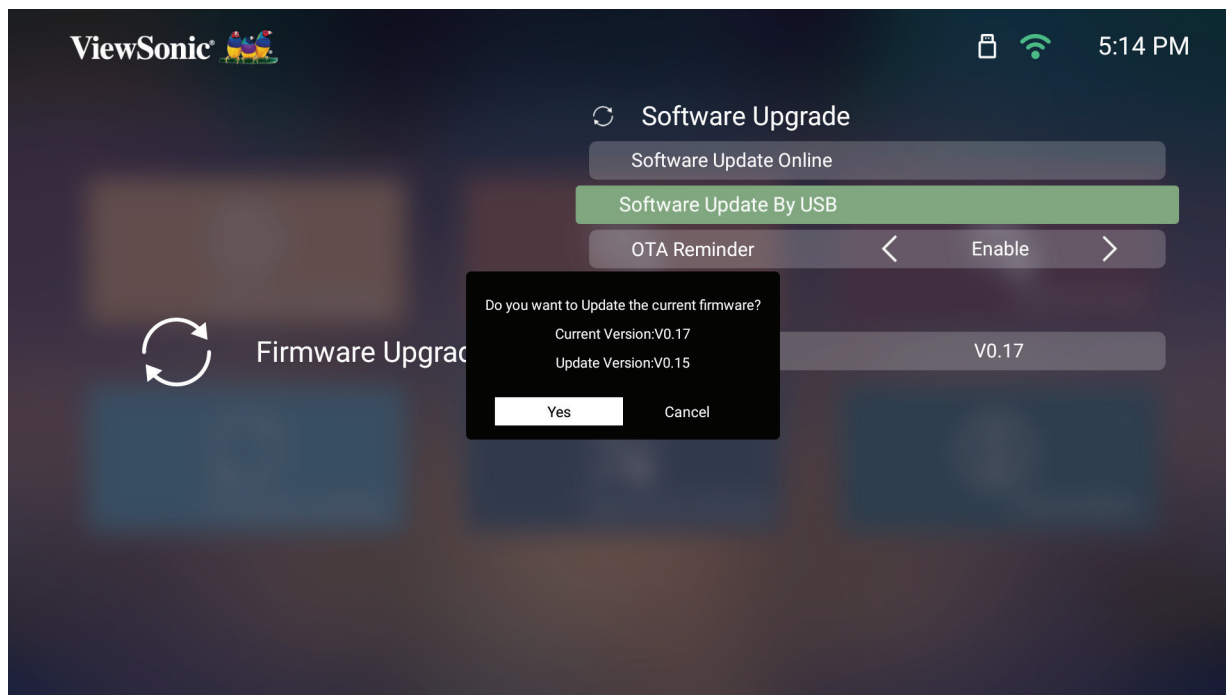 ViewSonic®
5:14 PM
Software Upgrade
Software Update Online
Software Update By USB
OTA Reminder Enable
Do you want to Update the current firmware?
Current Version:V0.17
Update Version:V0.15
Yes Cancel
Firmware Upgrad
V0.17